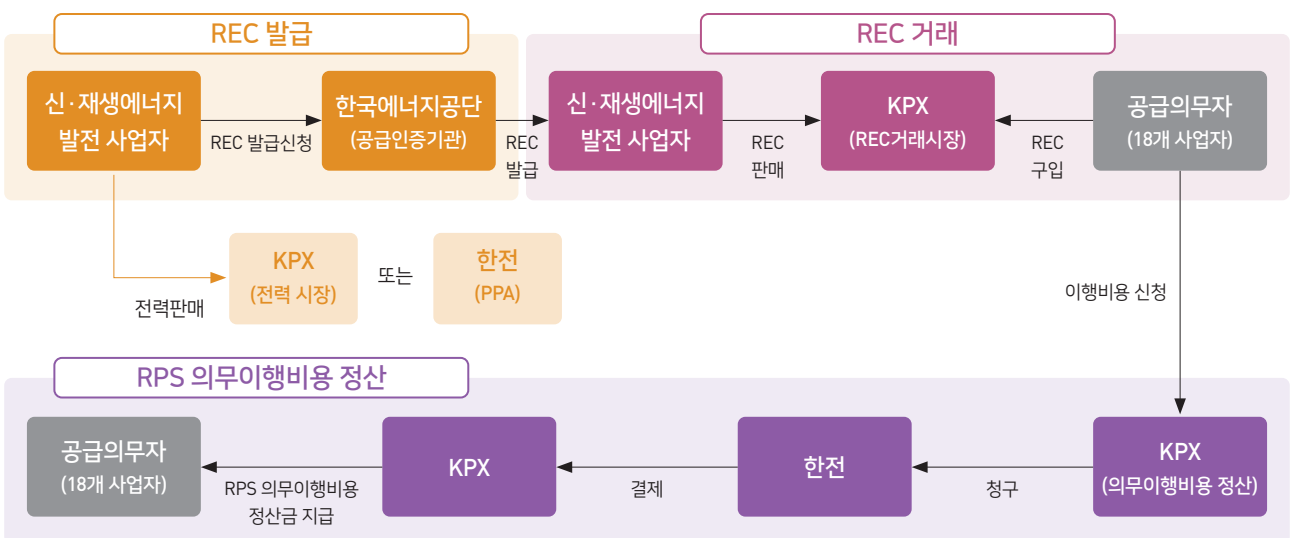 REC 발급
신·재생에너지
발전 사업자
REC 발급신청
한국에너지공단
(공급인증기관)
REC
발급
REC 거래
신·재생에너지
발전 사업자
REC
판매
KPX
(REC거래시장)
REC
구입
공급의무자
(18개 사업자)
전력판매
KPX
(전력 시장)
또는
한전
(PPA)
이행비용 신청
RPS 의무이행비용 정산
공급의무자
(18개 사업자)
RPS 의무이행비용
정산금 지급
KPX
결제
한전
청구
KPX
(의무이행비용 정산)